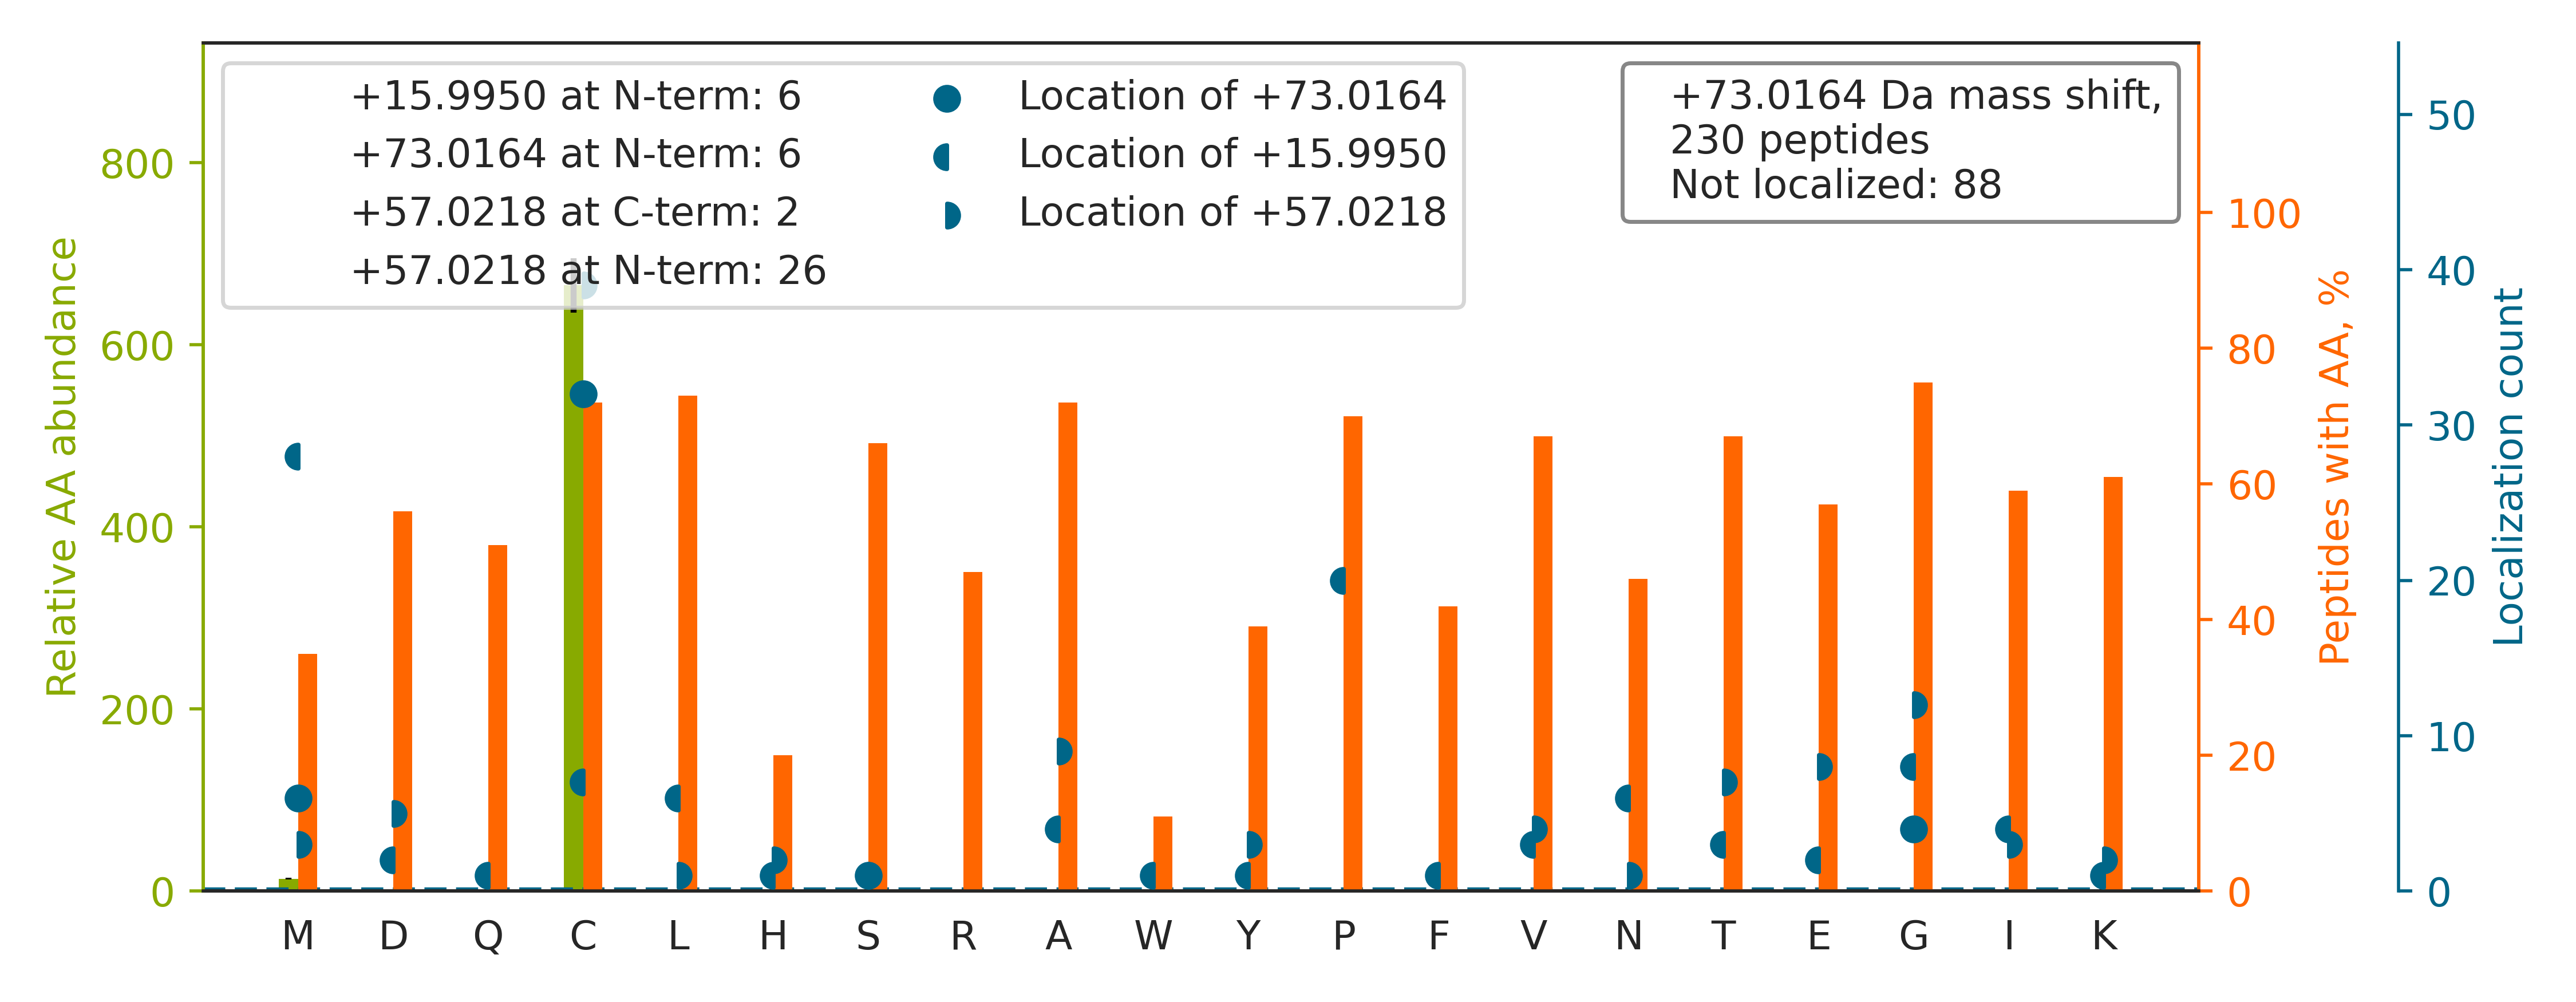 +15.9950 at N-term: 6
+73.0164 at N-term: 6
+57.0218 at C-term: 2
+57.0218 at N-term: 26
Location of +73.0164
Location of +15.9950
Location of +57.0218
+73.0164 Da mass shift,
230 peptides
Not localized: 88
Relative AA abundance
800
600
400
200
0
100
80
60
40
20
0
Peptides with AA, %
50
40
30
20
10
0
Localization count
M D Q C L H S R A W Y P F V N T E G I K